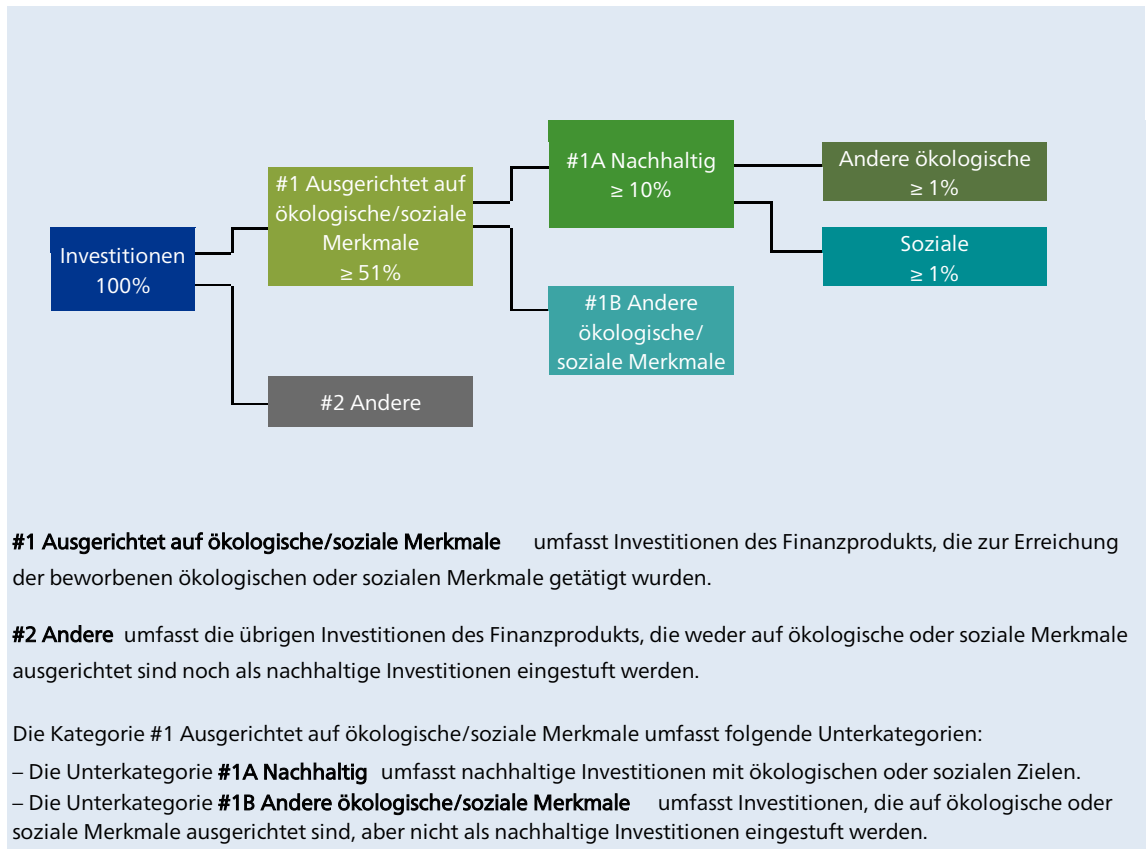 Investitionen
100%
#1 Ausgerichtet auf
ökologische/soziale
Merkmale
≥ 51%
#2 Andere
#1A Nachhaltig
≥ 10%
#1B Andere
ökologische/
soziale Merkmale
Andere ökologische
≥ 1%
Soziale
≥ 1%
#1 Ausgerichtet auf ökologische/soziale Merkmale umfasst Investitionen des Finanzprodukts, die zur Erreichung
der beworbenen ökologischen oder sozialen Merkmale getätigt wurden.
#2 Andere umfasst die übrigen Investitionen des Finanzprodukts, die weder auf ökologische oder soziale Merkmale
ausgerichtet sind noch als nachhaltige Investitionen eingestuft werden.
Die Kategorie #1 Ausgerichtet auf ökologische/soziale Merkmale umfasst folgende Unterkategorien:
– Die Unterkategorie #1A Nachhaltig umfasst nachhaltige Investitionen mit ökologischen oder sozialen Zielen.
– Die Unterkategorie #1B Andere ökologische/soziale Merkmale umfasst Investitionen, die auf ökologische oder
soziale Merkmale ausgerichtet sind, aber nicht als nachhaltige Investitionen eingestuft werden.